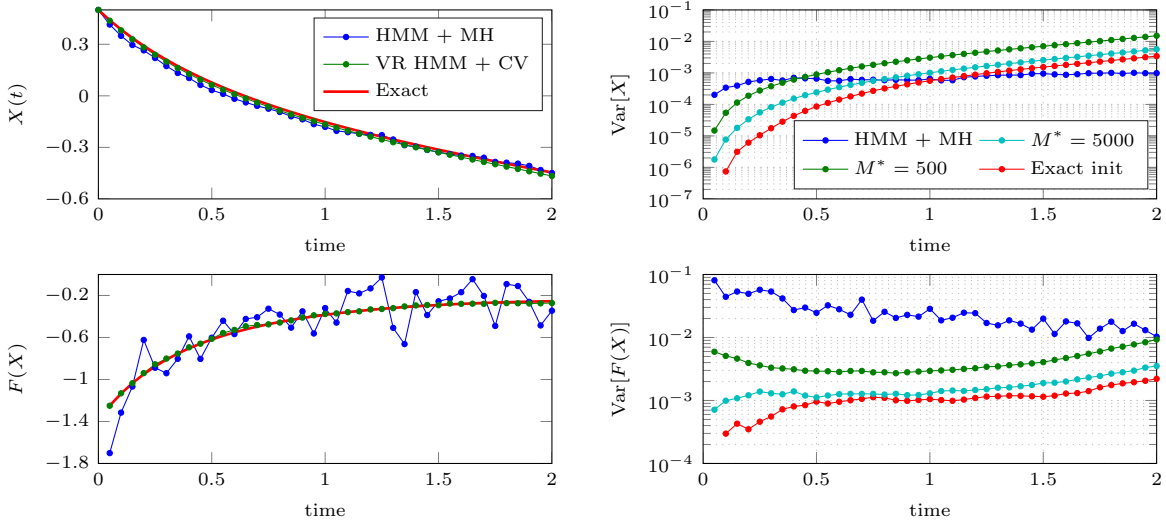 0.3
0
−0.3
−0.6
0
0.5
1
1.5
2
time
X(t)
HMM + MH
VR HMM + CV
Exact
10⁻¹
10⁻²
10⁻³
10⁻⁴
10⁻⁵
10⁻⁶
10⁻⁷
0
0.5
1
1.5
2
time
Var[X]
HMM + MH
M* = 5000
M* = 500
Exact init
−0.2
−0.6
−1
−1.4
−1.8
0
0.5
1
1.5
2
time
F(X)
10⁻¹
10⁻²
10⁻³
10⁻⁴
0
0.5
1
1.5
2
time
Var[F(X)]